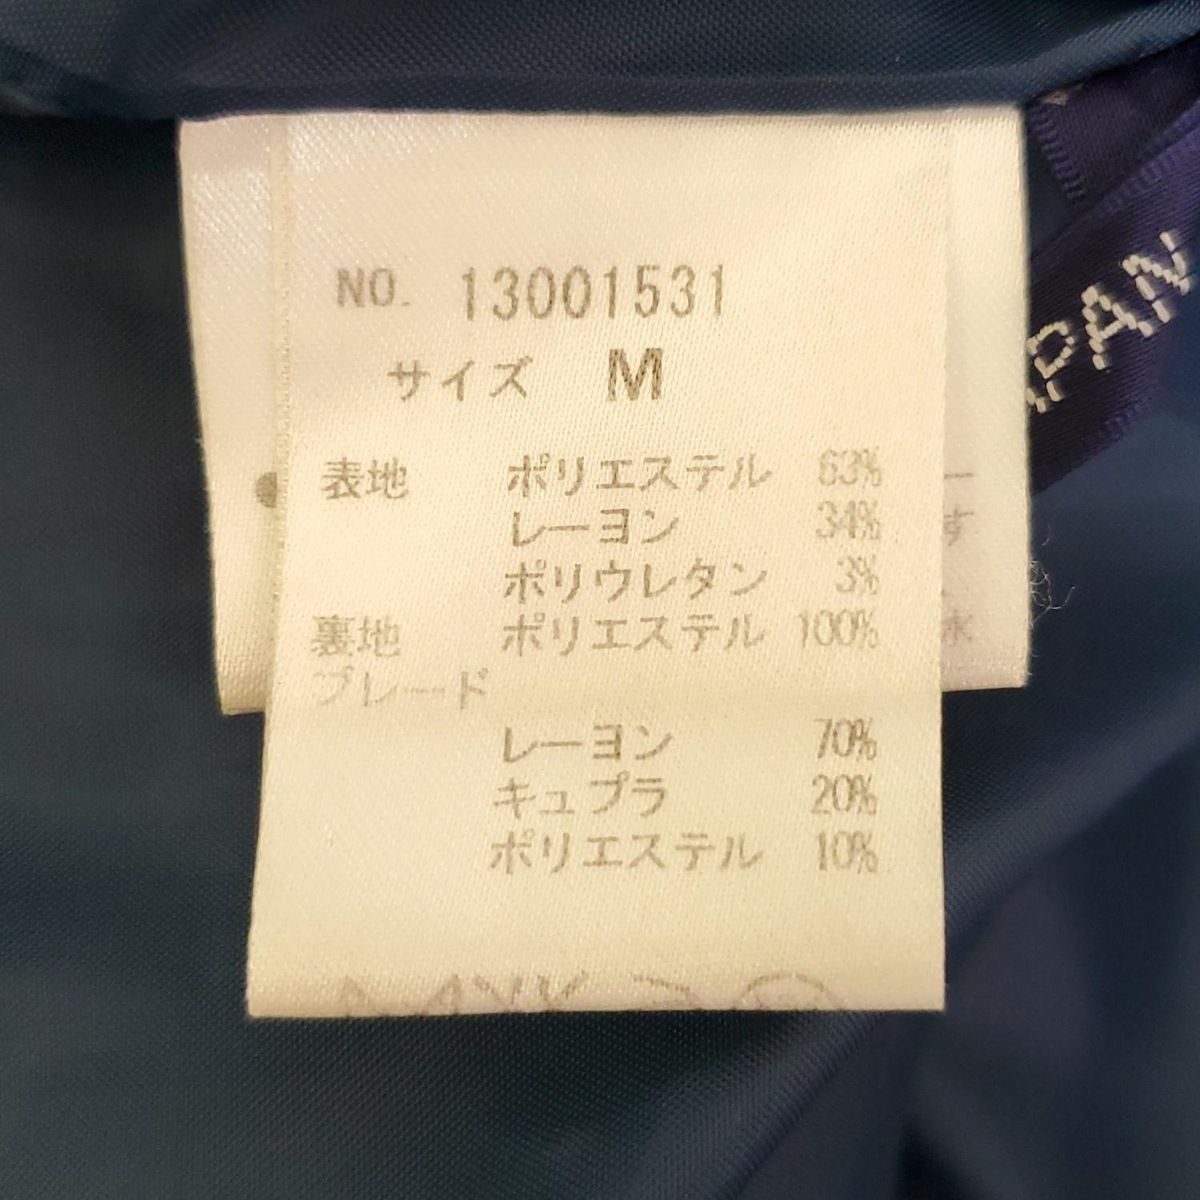 NO. 13001531
サイズ M
表地 ポリエステル 63%
レーヨン 34%
ポリウレタン 3%
裏地 ポリエステル 100%
ブレード
レーヨン 70%
キュプラ 20%
ポリエステル 10%
す
水